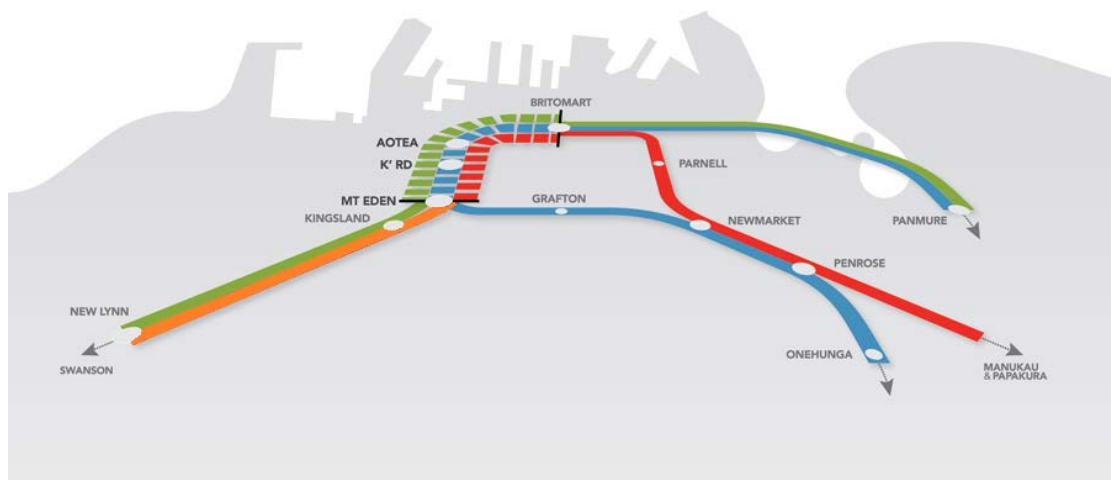 BRITOMART
AOTEA
K' RD
MT EDEN
KINGSLAND
GRAFTON
PARNELL
NEWMARKET
PANMURE
PENROSE
NEW LYNN
SWANSON
ONEHUNGA
MANUKAU
& PAPAKURA